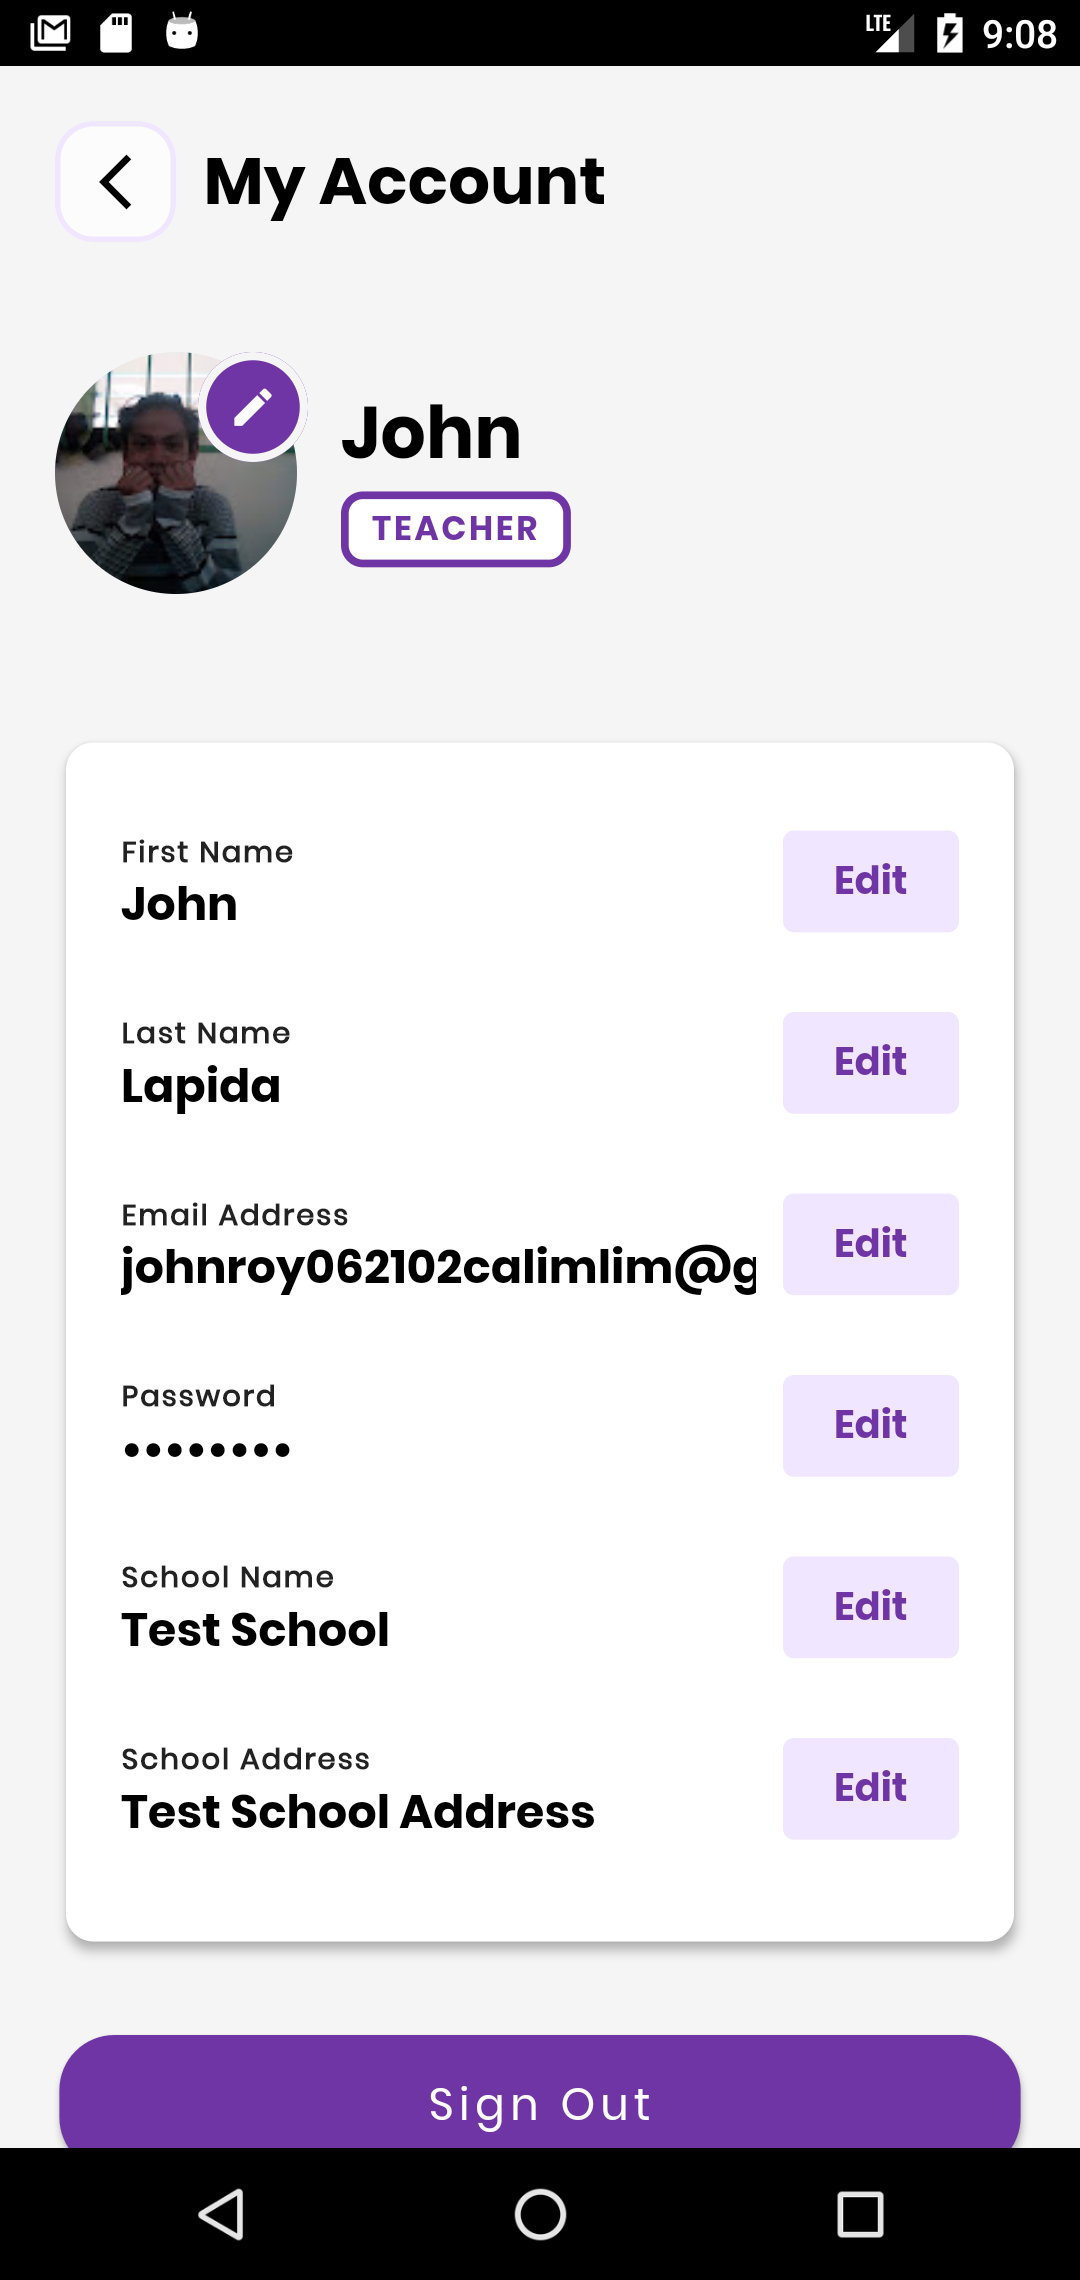 LTE 9:08
My Account
John
TEACHER
First Name
John
Edit
Last Name
Lapida
Edit
Email Address
johnroy062102calimlim@g
Edit
Password
••••••••
Edit
School Name
Test School
Edit
School Address
Test School Address
Edit
Sign Out